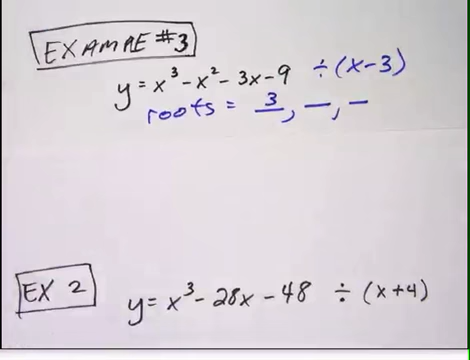 EXAMPLE #3
y = x³ - x² - 3x - 9 ÷ (x - 3)
roots = 3, _, _
EX 2
y = x³ - 28x - 48 ÷ (x + 4)